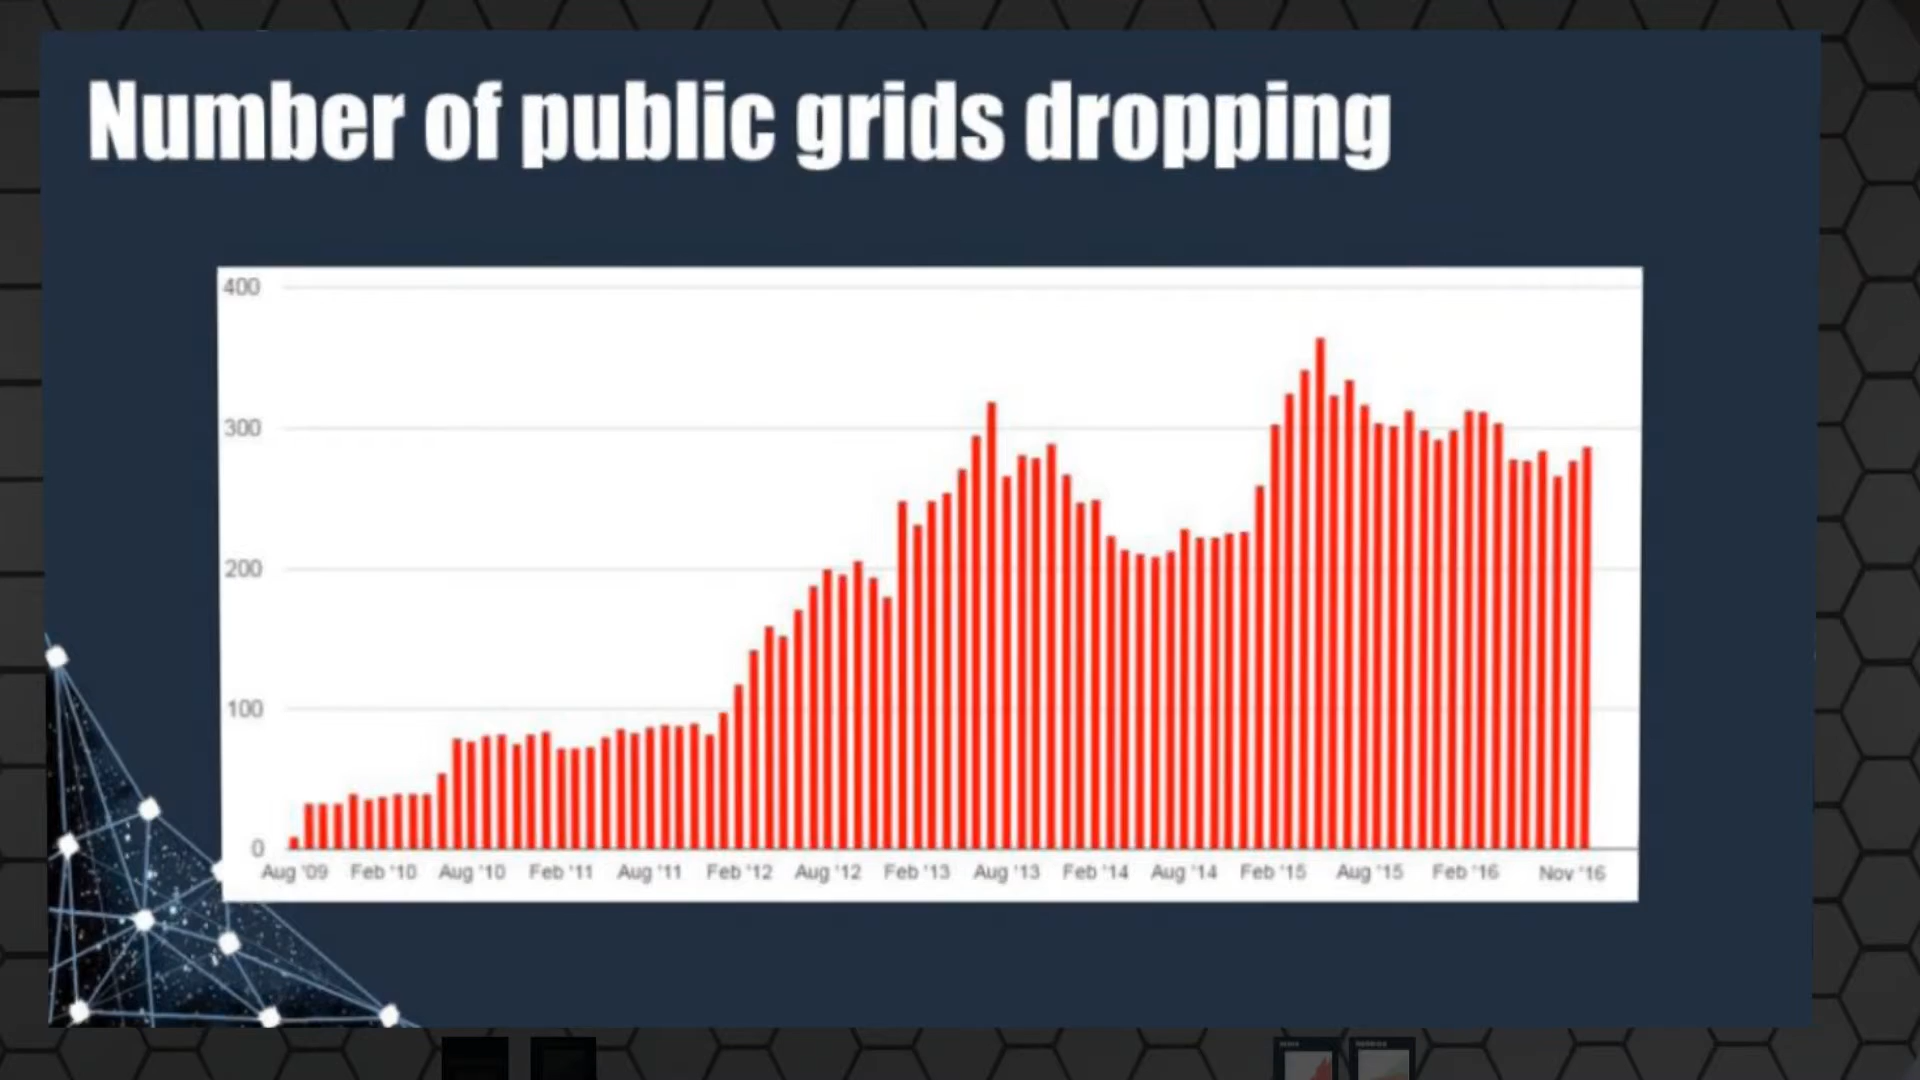 Number of public grids dropping
400
300
200
100
0
Aug '09 Feb '10 Aug '10 Feb '11 Aug '11 Feb '12 Aug '12 Feb '13 Aug '13 Feb '14 Aug '14 Feb '15 Aug '15 Feb '16 Nov '16